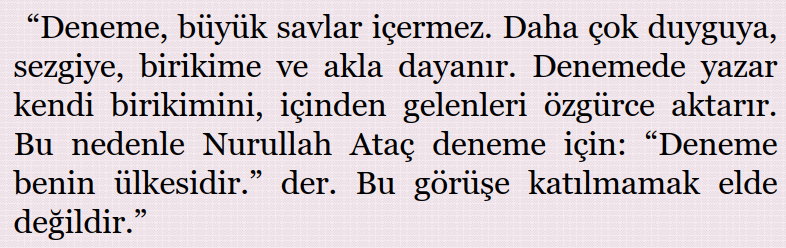 “Deneme, büyük savlar içermez. Daha çok duyguya,
sezgiye, birikime ve akla dayanır. Denemede yazar
kendi birikimini, içinden gelenleri özgürce aktarır.
Bu nedenle Nurullah Ataç deneme için: “Deneme
benin ülkesidir.” der. Bu görüşe katılmamak elde
değildir.”